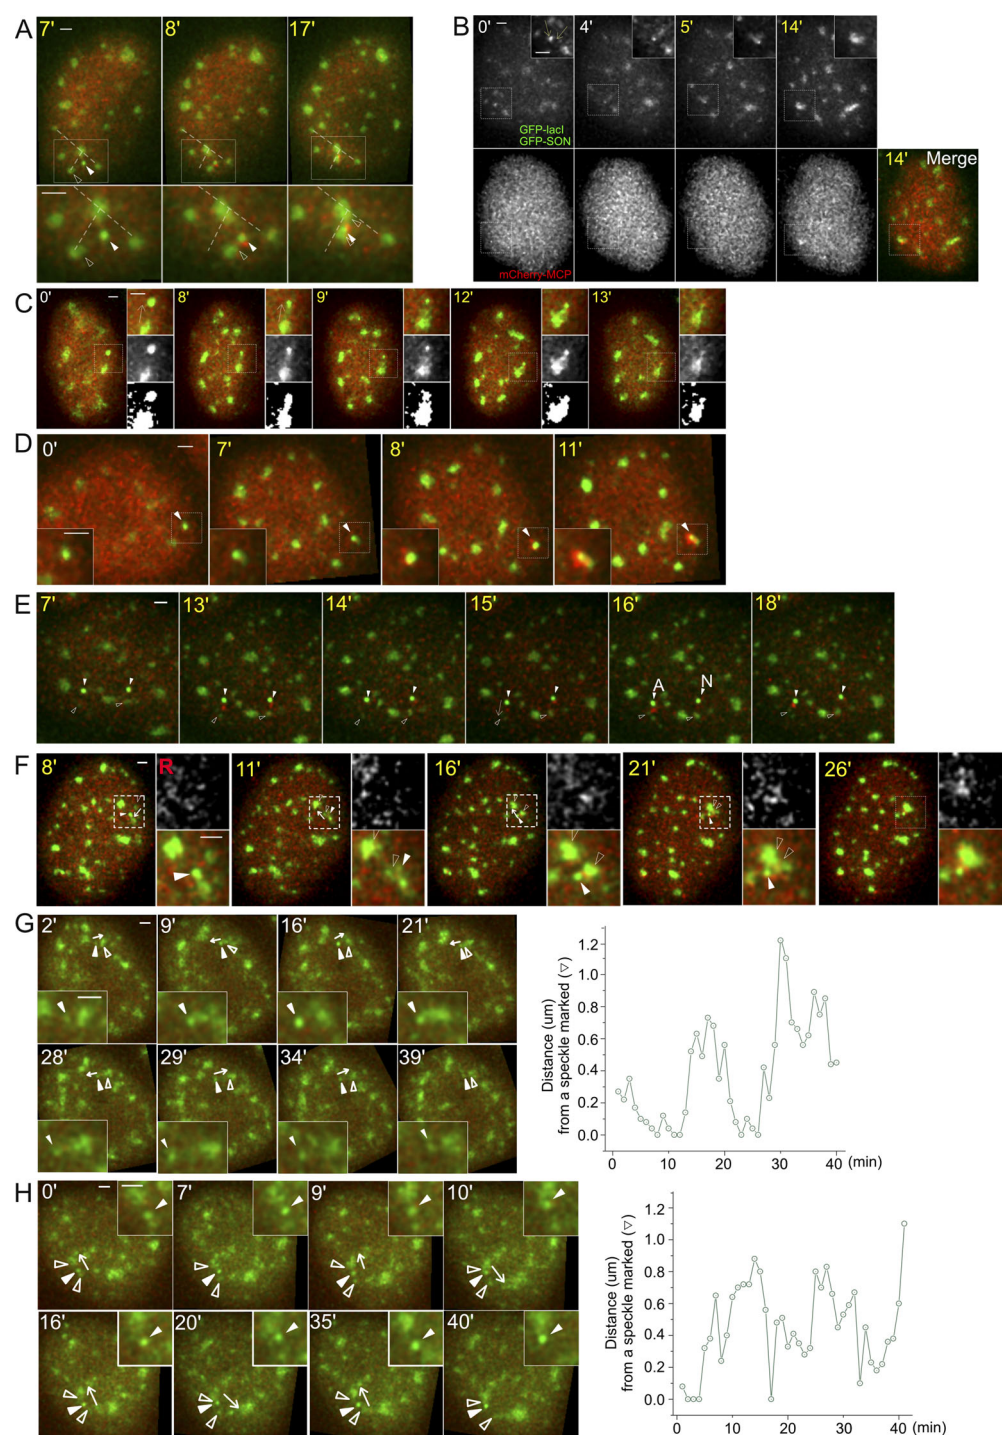 A
7'
8'
17'
B
0'
4'
5'
14'
GFP-lacI
GFP-SON
mCherry-MCP
14'
Merge
C
0'
8'
9'
12'
13'
D
0'
7'
8'
11'
E
7'
13'
14'
15'
16'
18'
A
N
F
8'
R
11'
16'
21'
26'
G
2'
9'
16'
21'
28'
29'
34'
39'
Distance (um)
from a speckle marked (▽)
1.2
1.0
0.8
0.6
0.4
0.2
0.0
0 10 20 30 40 (min)
H
0'
7'
9'
10'
16'
20'
35'
40'
Distance (um)
from a speckle marked (▽)
1.2
1.0
0.8
0.6
0.4
0.2
0.0
0 10 20 30 40 (min)